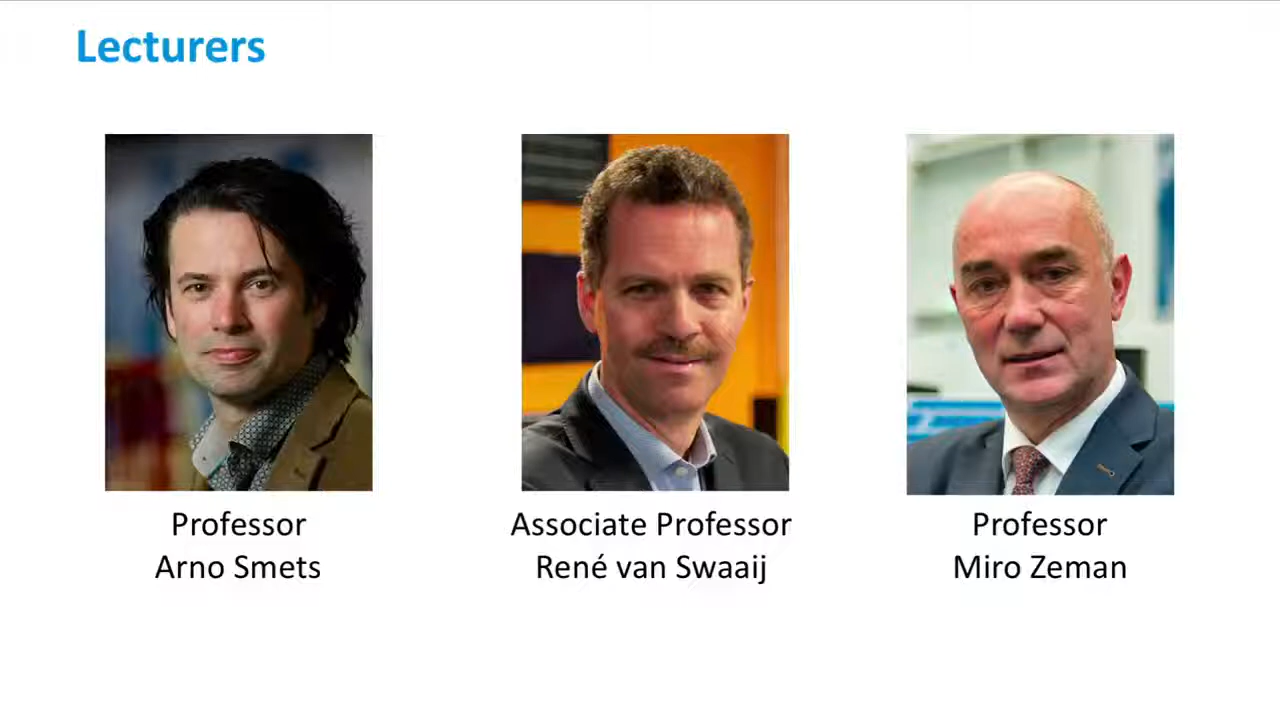 Lecturers
Professor
Arno Smets
Associate Professor
René van Swaaij
Professor
Miro Zeman